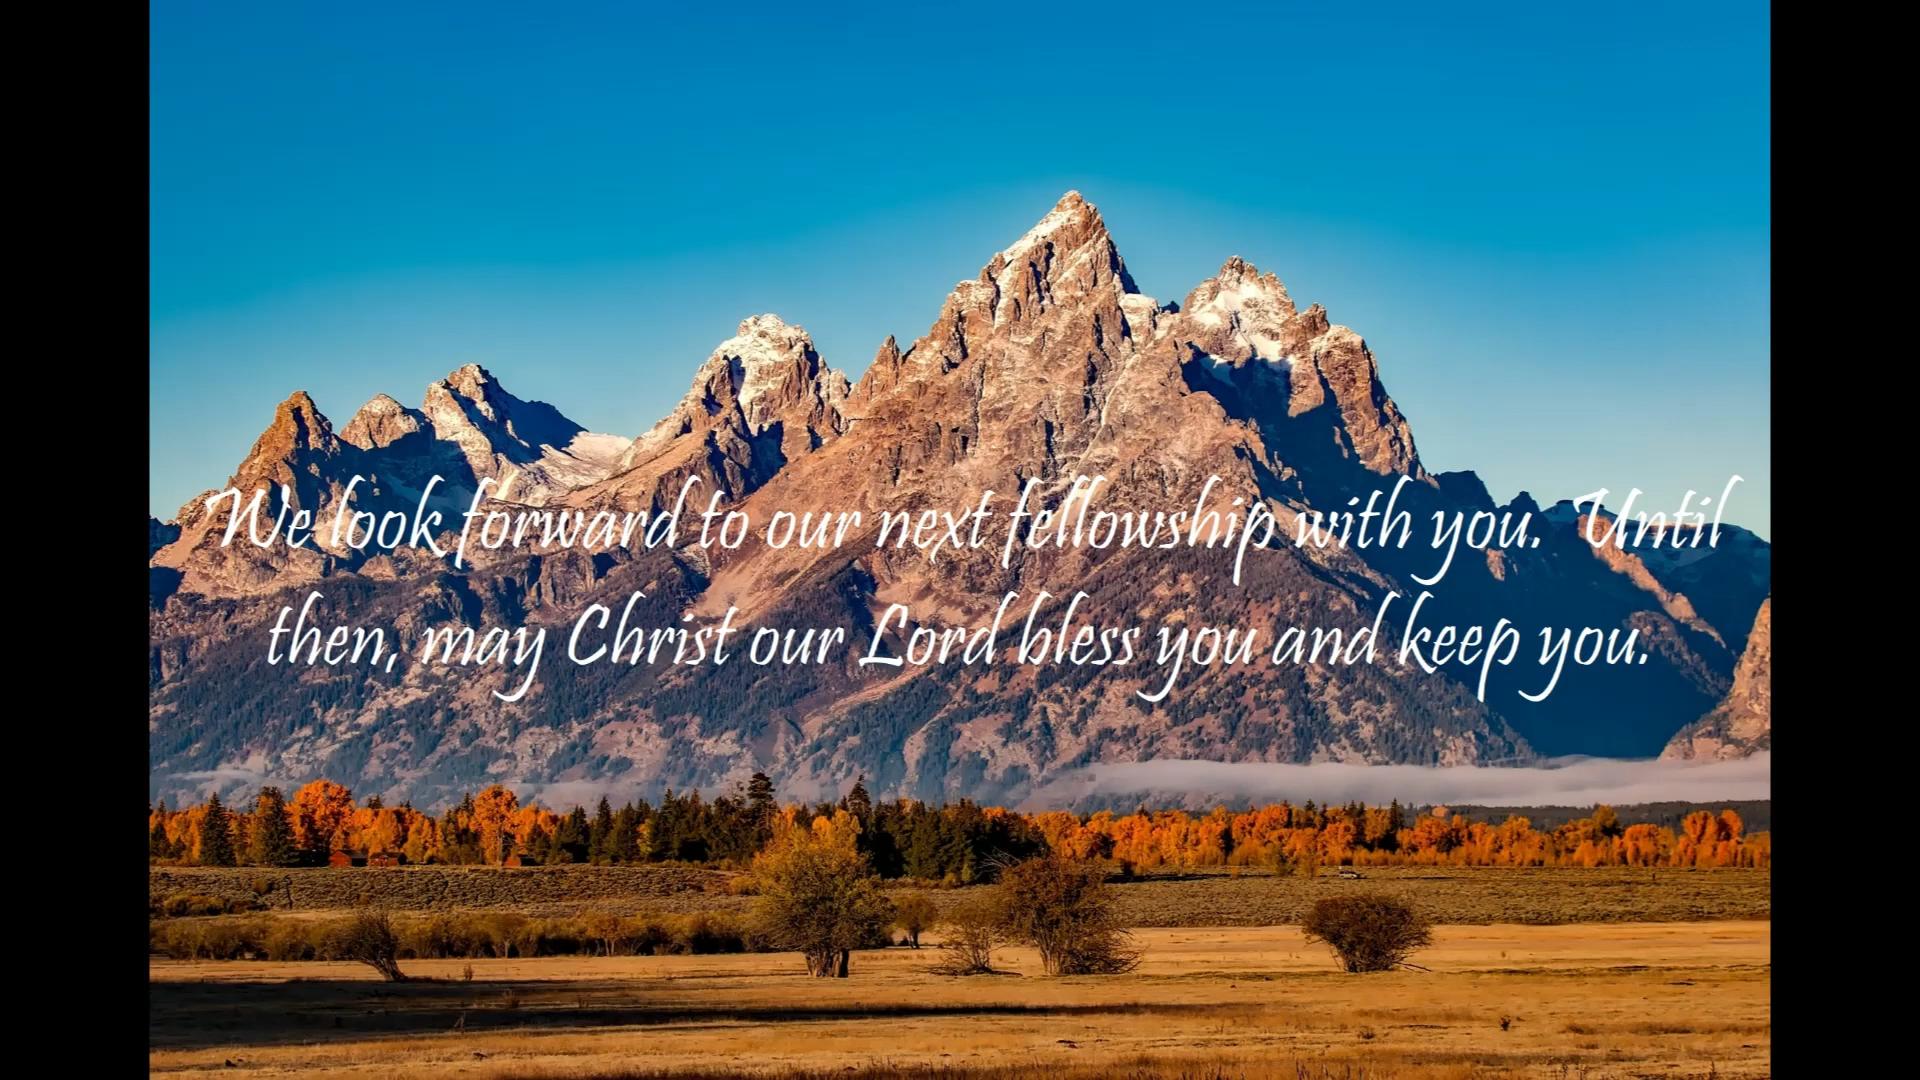 We look forward to our next fellowship with you. Until
then, may Christ our Lord bless you and keep you.